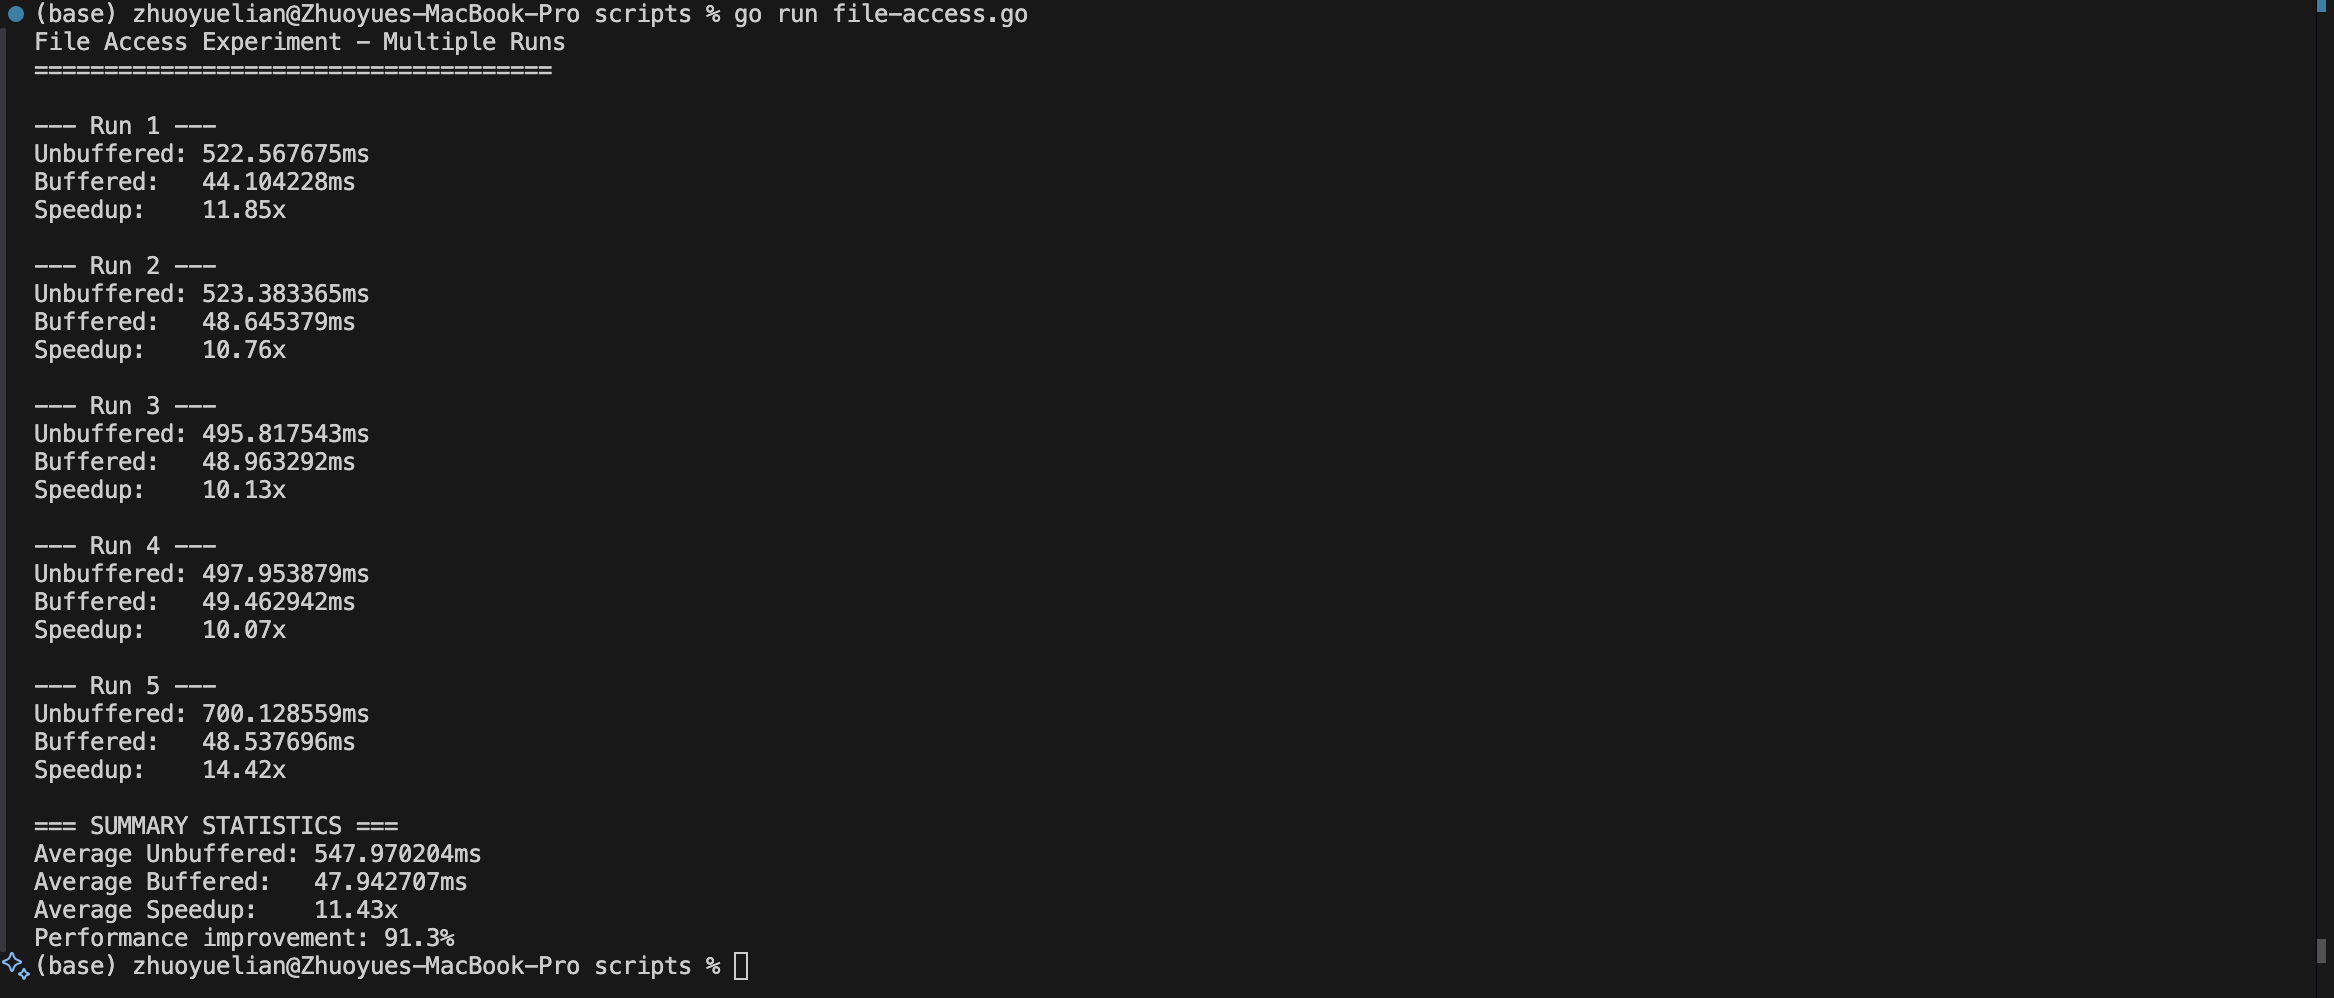 (base) zhuoyuelian@Zhuoyues-MacBook-Pro scripts % go run file-access.go
File Access Experiment - Multiple Runs
=====================================
--- Run 1 ---
Unbuffered: 522.567675ms
Buffered:   44.104228ms
Speedup:    11.85x
--- Run 2 ---
Unbuffered: 523.383365ms
Buffered:   48.645379ms
Speedup:    10.76x
--- Run 3 ---
Unbuffered: 495.817543ms
Buffered:   48.963292ms
Speedup:    10.13x
--- Run 4 ---
Unbuffered: 497.953879ms
Buffered:   49.462942ms
Speedup:    10.07x
--- Run 5 ---
Unbuffered: 700.128559ms
Buffered:   48.537696ms
Speedup:    14.42x
=== SUMMARY STATISTICS ===
Average Unbuffered: 547.970204ms
Average Buffered:   47.942707ms
Average Speedup:    11.43x
Performance improvement: 91.3%
(base) zhuoyuelian@Zhuoyues-MacBook-Pro scripts %